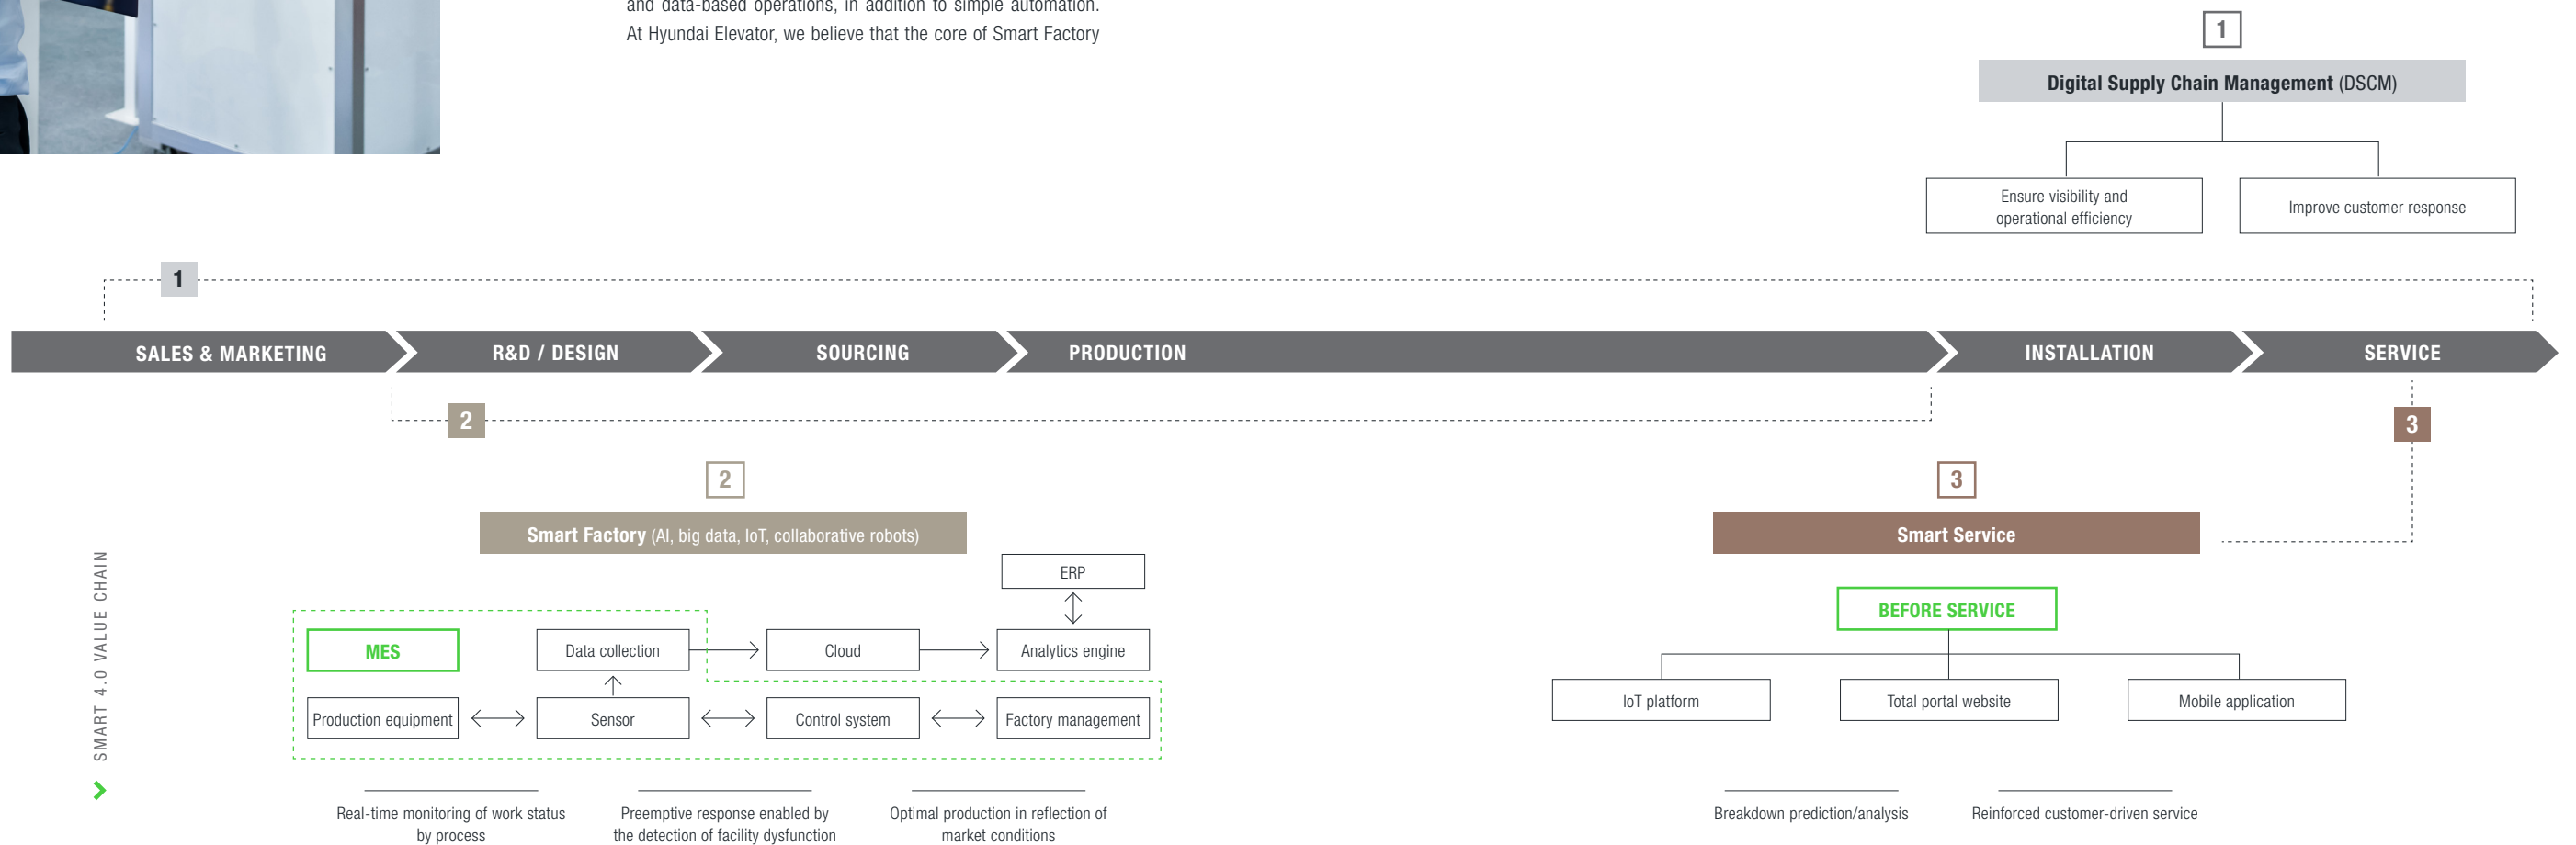 and data-based operations, in addition to simple automation.
At Hyundai Elevator, we believe that the core of Smart Factory
1
Digital Supply Chain Management (DSCM)
Ensure visibility and
operational efficiency
Improve customer response
1
SALES & MARKETING
R&D / DESIGN
SOURCING
PRODUCTION
INSTALLATION
SERVICE
2
3
2
Smart Factory (AI, big data, IoT, collaborative robots)
ERP
MES
Data collection
Cloud
Analytics engine
Production equipment
Sensor
Control system
Factory management
Real-time monitoring of work status
by process
Preemptive response enabled by
the detection of facility dysfunction
Optimal production in reflection of
market conditions
3
Smart Service
BEFORE SERVICE
IoT platform
Total portal website
Mobile application
Breakdown prediction/analysis
Reinforced customer-driven service
SMART 4.0 VALUE CHAIN